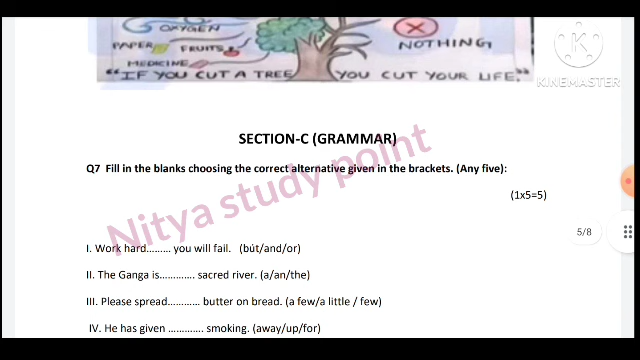 OXYGEN
PAPER FRUITS
MEDICINE
NOTHING
"IF YOU CUT A TREE YOU CUT YOUR LIFE."
KINEMASTER
SECTION-C (GRAMMAR)
Q7 Fill in the blanks choosing the correct alternative given in the brackets. (Any five):
(1x5=5)
Nitya study point
5/8
I. Work hard......... you will fail. (but/and/or)
II. The Ganga is............. sacred river. (a/an/the)
III. Please spread............ butter on bread. (a few/a little / few)
IV. He has given ............. smoking. (away/up/for)